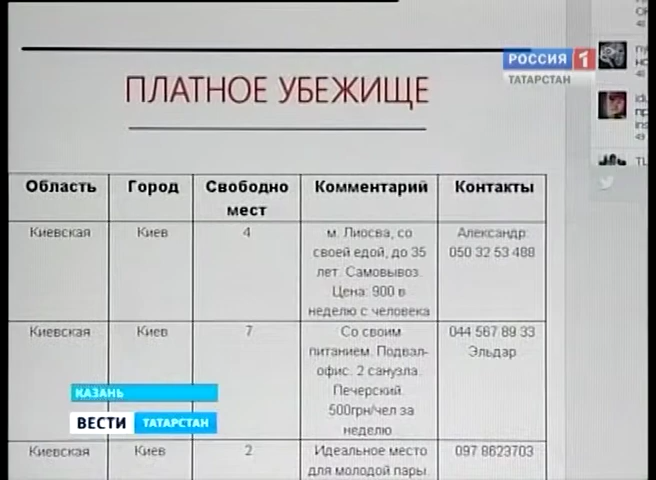 РОССИЯ 1
ТАТАРСТАН
ПЛАТНОЕ УБЕЖИЩЕ
Область Город Свободно мест Комментарий Контакты
Киевская Киев 4 м. Лиосва, со Александр:
своей едой, до 35 050 32 53 488
лет. Самовывоз.
Цена: 900 в
неделю с человека
Киевская Киев 7 Со своим 044 567 89 33
питанием. Подвал- Эльдар
офис. 2 санузла.
Печерский.
500грн/чел за
неделю
Киевская Киев 2 Идеальное место 097 8623703
для молодой пары.
КАЗАНЬ
ВЕСТИ ТАТАРСТАН